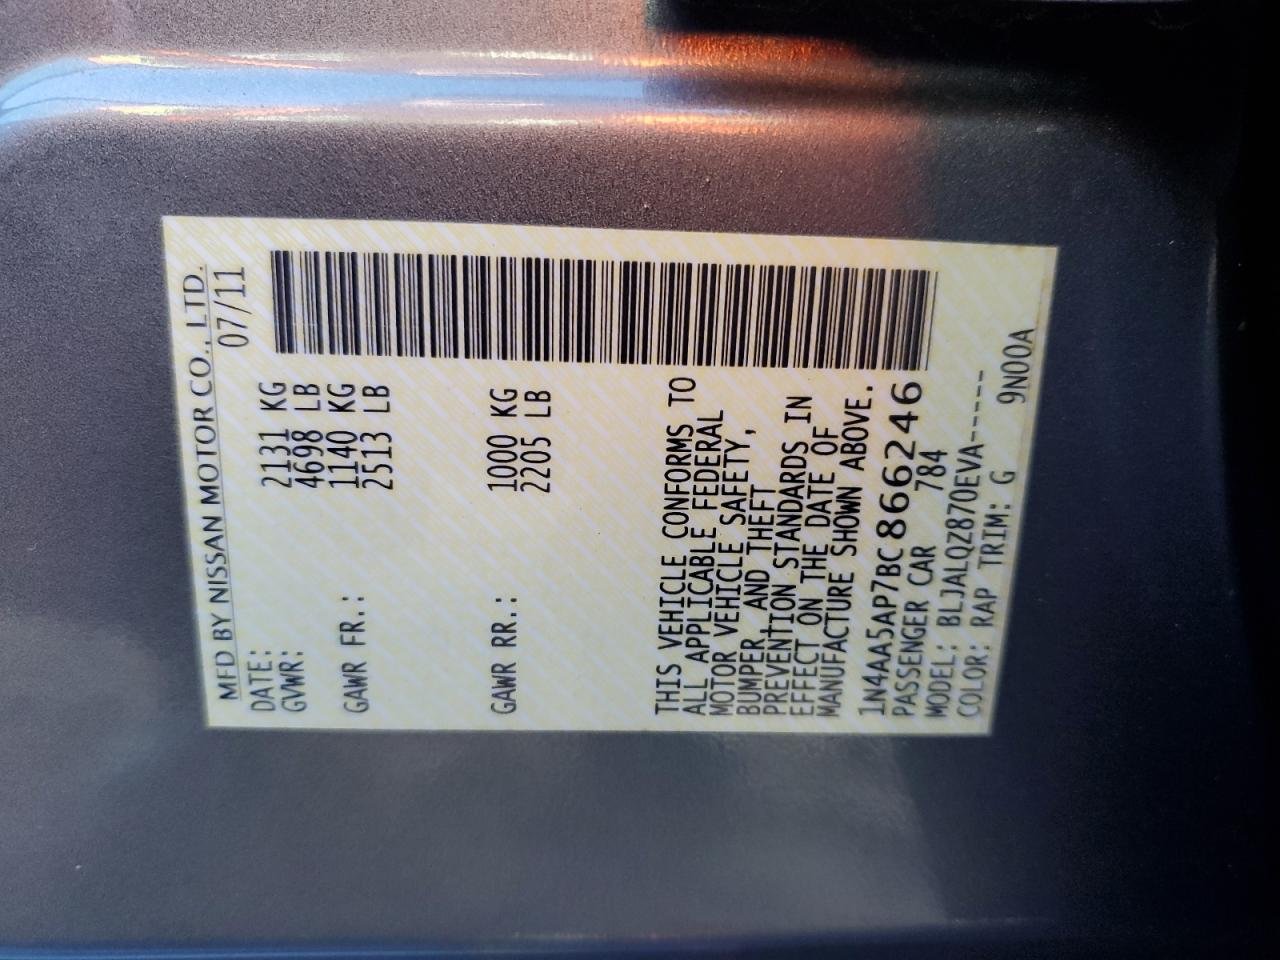 MFD BY NISSAN MOTOR CO., LTD.
DATE: 07/11
GVWR: 2131 KG
4698 LB
GAWR FR.: 1140 KG
2513 LB
GAWR RR.: 1000 KG
2205 LB
THIS VEHICLE CONFORMS TO
ALL APPLICABLE FEDERAL
MOTOR VEHICLE SAFETY,
BUMPER AND THEFT
PREVENTION STANDARDS IN
EFFECT ON THE DATE OF
MANUFACTURE SHOWN ABOVE.
1N4AA5AP7BC866246
PASSENGER CAR 784
MODEL: BLJALQZ870EVA-----
COLOR: RAP TRIM: G 9N00A